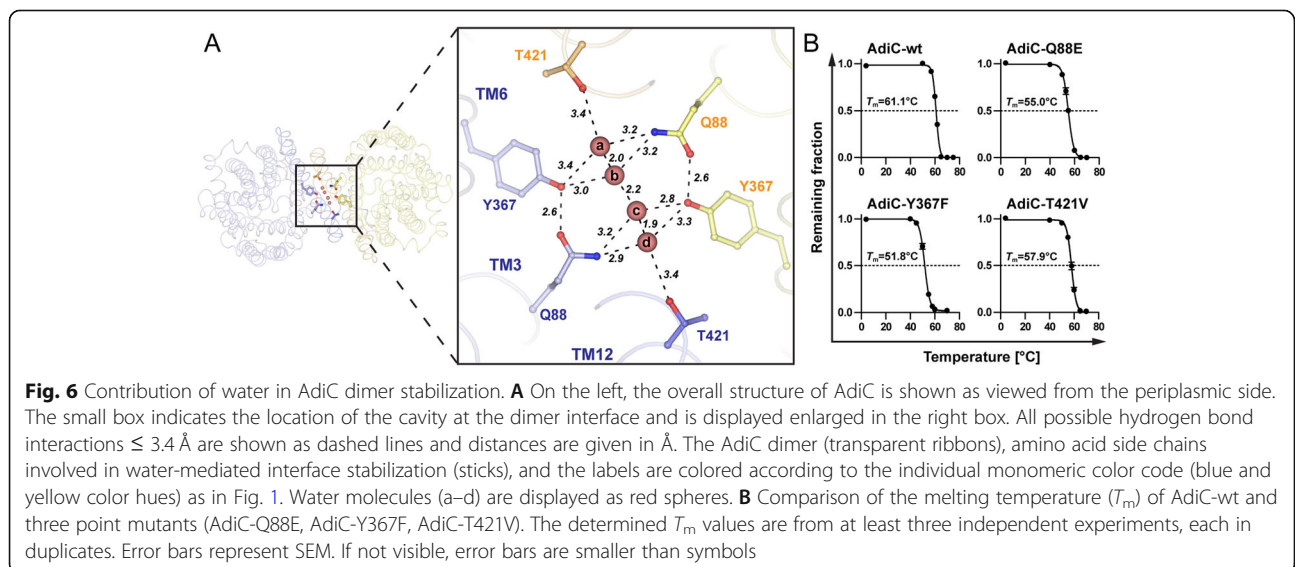 A
T421
TM6
3.4
Q88
3.2
a
3.2
2.0
3.4
b
3.0
2.2
2.6
Y367
2.8
Y367
c
2.6
1.9
3.3
3.2
d
TM3
2.9
3.4
Q88
T421
TM12
B
AdiC-wt
AdiC-Q88E
1.0
1.0
Tm=61.1°C
Tm=55.0°C
0.5
0.5
0.0
0.0
0 20 40 60 80
0 20 40 60 80
AdiC-Y367F
AdiC-T421V
1.0
1.0
Tm=51.8°C
Tm=57.9°C
0.5
0.5
0.0
0.0
0 20 40 60 80
0 20 40 60 80
Remaining fraction
Temperature [°C]
Fig. 6 Contribution of water in AdiC dimer stabilization. A On the left, the overall structure of AdiC is shown as viewed from the periplasmic side.
The small box indicates the location of the cavity at the dimer interface and is displayed enlarged in the right box. All possible hydrogen bond
interactions ≤ 3.4 Å are shown as dashed lines and distances are given in Å. The AdiC dimer (transparent ribbons), amino acid side chains
involved in water-mediated interface stabilization (sticks), and the labels are colored according to the individual monomeric color code (blue and
yellow color hues) as in Fig. 1. Water molecules (a–d) are displayed as red spheres. B Comparison of the melting temperature (Tm) of AdiC-wt and
three point mutants (AdiC-Q88E, AdiC-Y367F, AdiC-T421V). The determined Tm values are from at least three independent experiments, each in
duplicates. Error bars represent SEM. If not visible, error bars are smaller than symbols